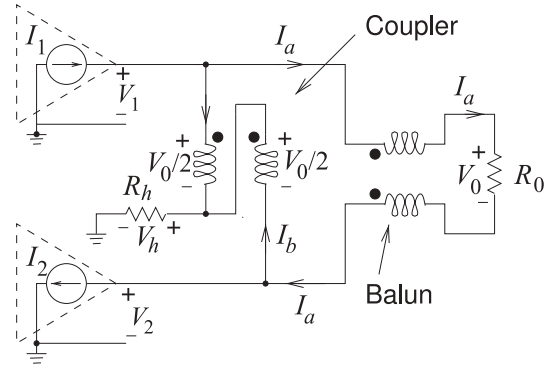 I1
Ia
Coupler
+
V1
-
Ia
+
V0/2
-
+
V0/2
-
+
V0
-
R0
Rh
- Vh +
Ib
I2
+
V2
-
Ia
Balun